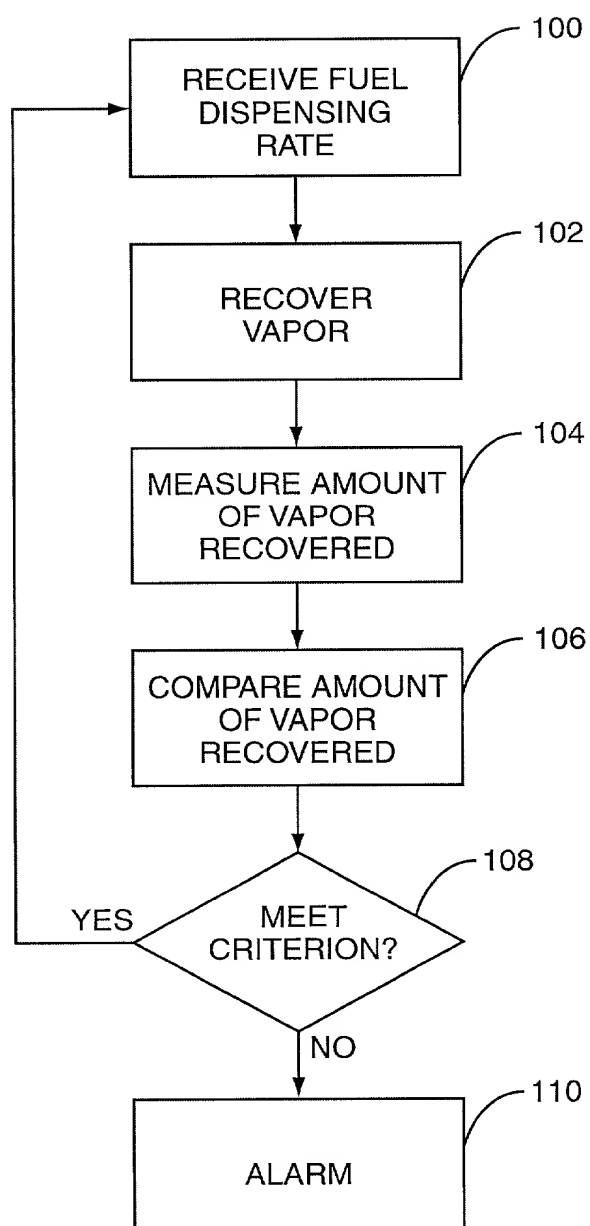 100
RECEIVE FUEL
DISPENSING
RATE
102
RECOVER
VAPOR
104
MEASURE AMOUNT
OF VAPOR
RECOVERED
106
COMPARE AMOUNT
OF VAPOR
RECOVERED
108
YES
MEET
CRITERION?
NO
110
ALARM